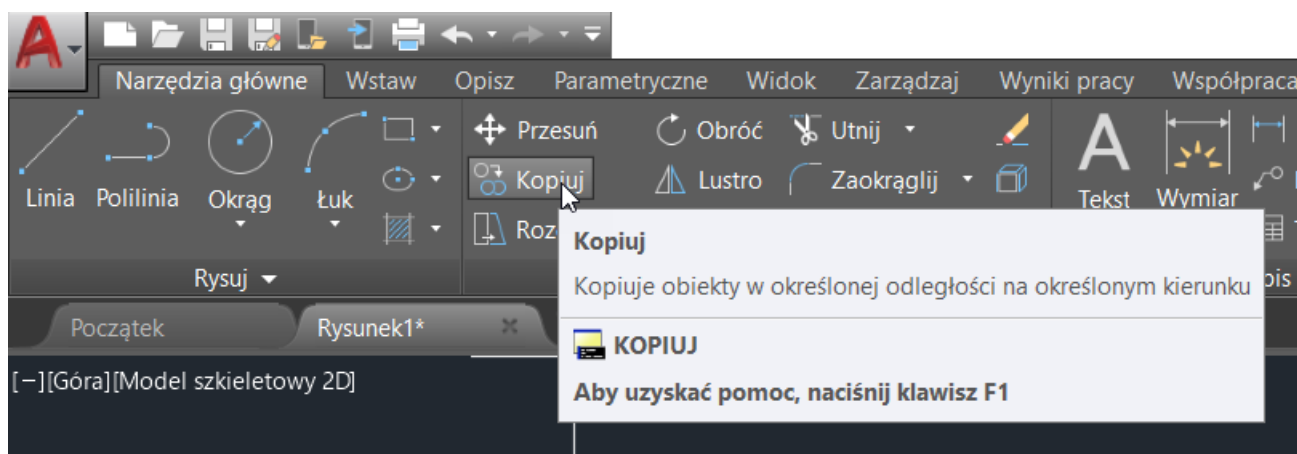 A
Narzędzia główne Wstaw Opisz Parametryczne Widok Zarządzaj Wyniki pracy Współpraca
Przesuń Obróć Utnij
Linia Polilinia Okrąg Łuk Kopiuj Lustro Zaokrąglij A Tekst Wymiar
Kopiuj
Kopiuje obiekty w określonej odległości na określonym kierunku
Rysuj
Początek Rysunek1*
KOPIUJ
[−][Góra][Model szkieletowy 2D]
Aby uzyskać pomoc, naciśnij klawisz F1